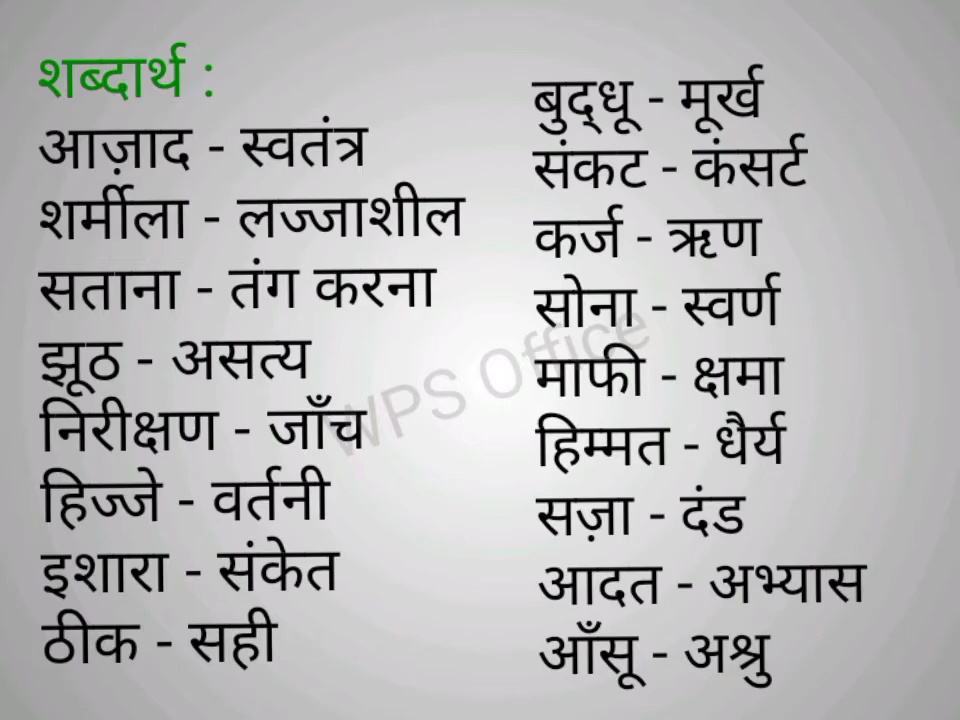 शब्दार्थ :
आज़ाद - स्वतंत्र
शर्मीला - लज्जाशील
सताना - तंग करना
झूठ - असत्य
निरीक्षण - जाँच
हिज्जे - वर्तनी
इशारा - संकेत
ठीक - सही
बुद्‌धू - मूर्ख
संकट - कंसर्ट
कर्ज - ऋण
सोना - स्वर्ण
माफी - क्षमा
हिम्मत - धैर्य
सज़ा - दंड
आदत - अभ्यास
आँसू - अश्रु
WPS Office